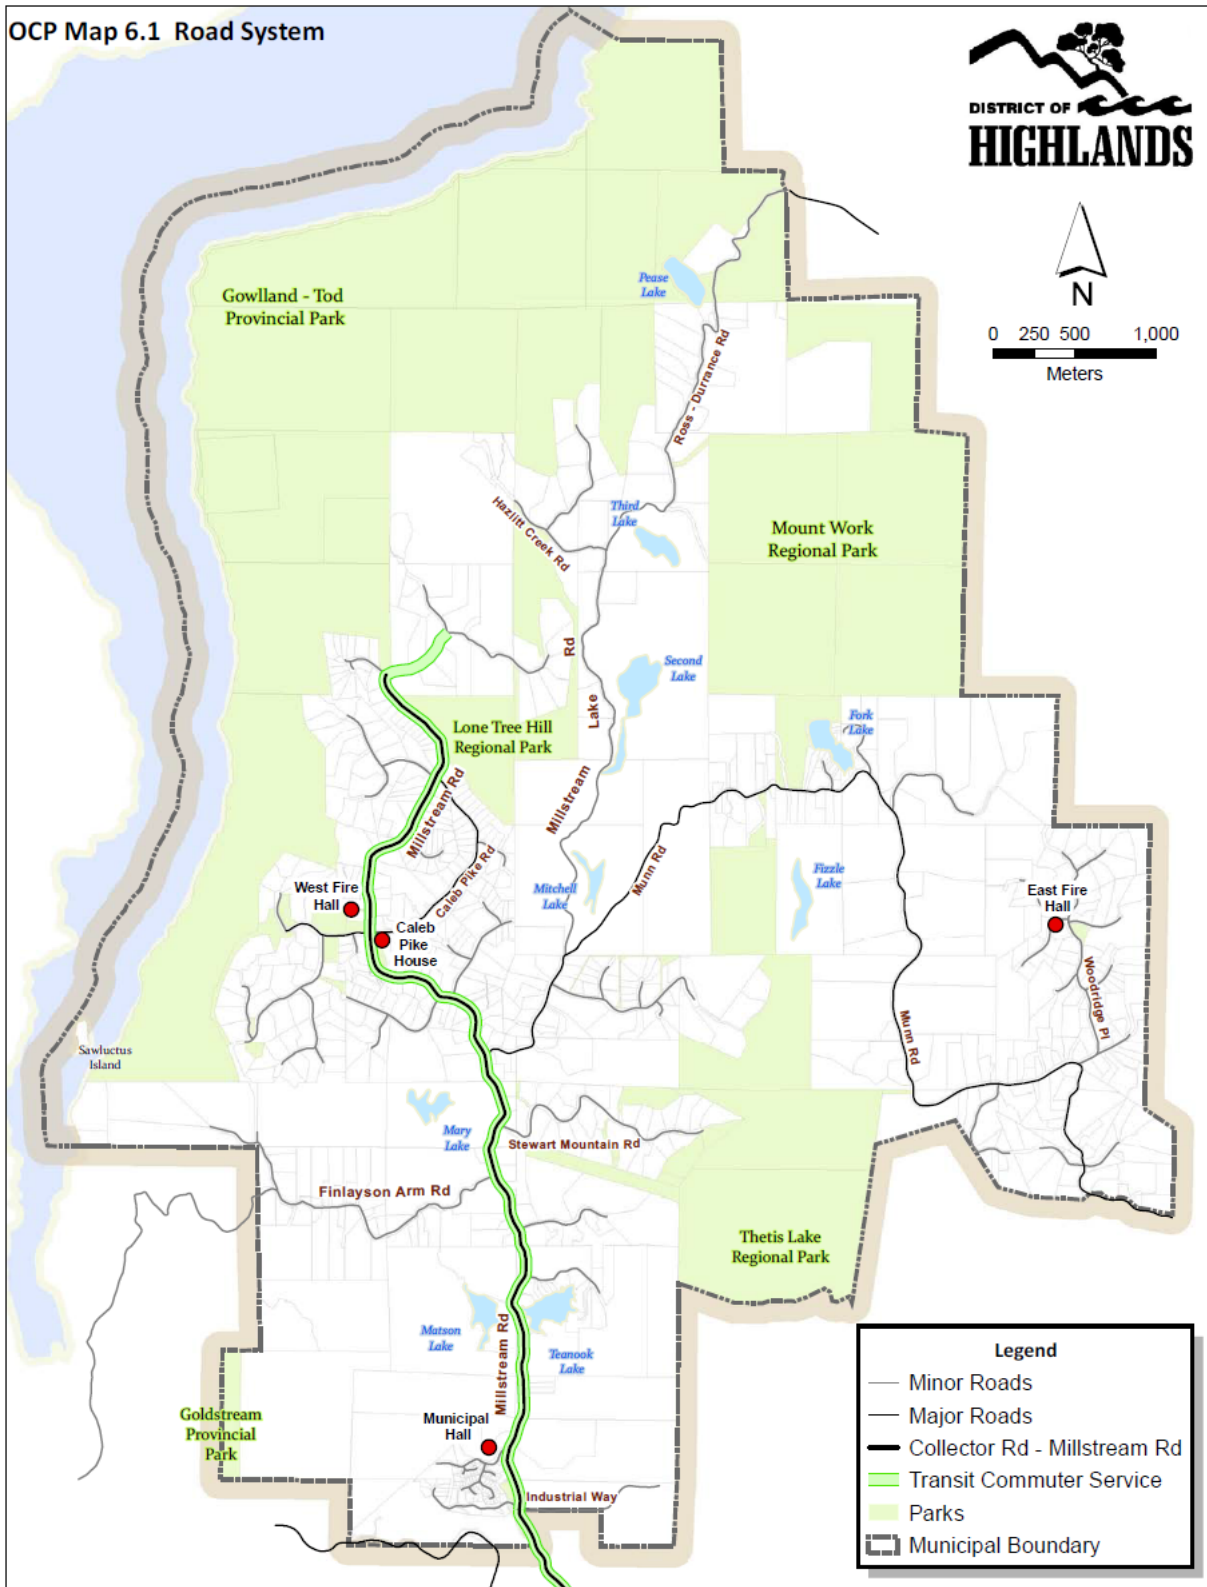 OCP Map 6.1  Road System
DISTRICT OF
HIGHLANDS
N
0 250 500 1,000
Meters
Pease
Lake
Gowlland - Tod
Provincial Park
Ross - Durrance Rd
Hazlitt Creek Rd
Third
Lake
Mount Work
Regional Park
Millstream Lake Rd
Second
Lake
Lone Tree Hill
Regional Park
Fork
Lake
Millstream Rd
Caleb Pike Rd
Munn Rd
West Fire
Hall
Mitchell
Lake
Fizzle
Lake
East Fire
Hall
Caleb
Pike
House
Woodridge Pl
Munn Rd
Sawluctus
Island
Mary
Lake
Stewart Mountain Rd
Finlayson Arm Rd
Thetis Lake
Regional Park
Matson
Lake
Millstream Rd
Teanook
Lake
Goldstream
Provincial
Park
Municipal
Hall
Industrial Way
Legend
Minor Roads
Major Roads
Collector Rd - Millstream Rd
Transit Commuter Service
Parks
Municipal Boundary